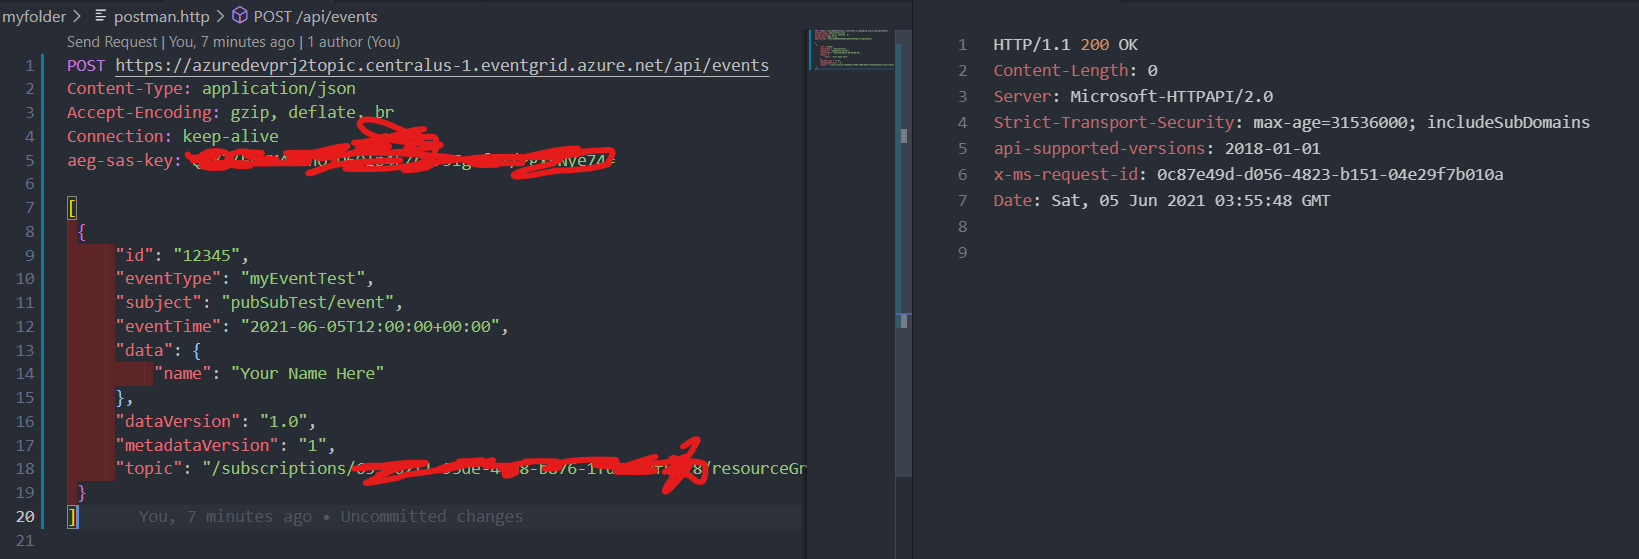 myfolder > postman.http > POST /api/events
Send Request | You, 7 minutes ago | 1 author (You)
1 POST https://azuredevprj2topic.centralus-1.eventgrid.azure.net/api/events
2 Content-Type: application/json
3 Accept-Encoding: gzip, deflate, br
4 Connection: keep-alive
5 aeg-sas-key:
6
7 [
8 {
9 "id": "12345",
10 "eventType": "myEventTest",
11 "subject": "pubSubTest/event",
12 "eventTime": "2021-06-05T12:00:00+00:00",
13 "data": {
14 "name": "Your Name Here"
15 },
16 "dataVersion": "1.0",
17 "metadataVersion": "1",
18 "topic": "/subscriptions/ /resourceGr
19 }
20 ] You, 7 minutes ago • Uncommitted changes
21
1 HTTP/1.1 200 OK
2 Content-Length: 0
3 Server: Microsoft-HTTPAPI/2.0
4 Strict-Transport-Security: max-age=31536000; includeSubDomains
5 api-supported-versions: 2018-01-01
6 x-ms-request-id: 0c87e49d-d056-4823-b151-04e29f7b010a
7 Date: Sat, 05 Jun 2021 03:55:48 GMT
8
9